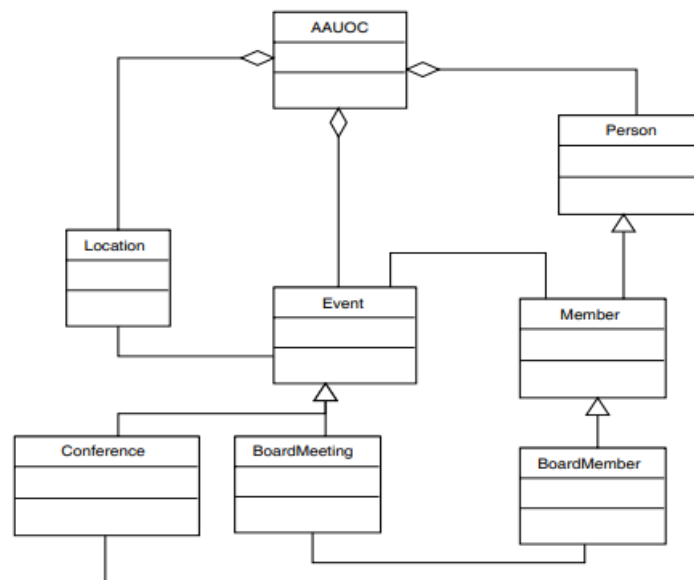 AAUOC
Person
Location
Event
Member
Conference
BoardMeeting
BoardMember